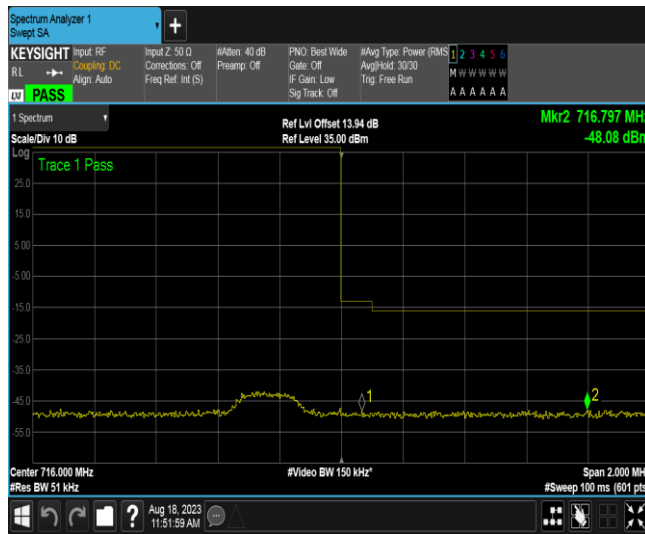 Spectrum Analyzer 1
Swept SA
+
KEYSIGHT
RL
LXI PASS
Input: RF
Coupling: DC
Align: Auto
Input Z: 50 Ω
Corrections: Off
Freq Ref: Int (S)
#Atten: 40 dB
Preamp: Off
PNO: Best Wide
Gate: Off
IF Gain: Low
Sig Track: Off
#Avg Type: Power (RMS
Avg|Hold: 30/30
Trig: Free Run
1 2 3 4 5 6
M W W W W W
A A A A A A
1 Spectrum
Scale/Div 10 dB
Ref Lvl Offset 13.94 dB
Ref Level 35.00 dBm
Mkr2 716.797 MHz
-48.08 dBm
Log
Trace 1 Pass
25.0
15.0
5.00
-5.00
-15.0
-25.0
-35.0
-45.0
-55.0
1
2
Center 716.000 MHz
#Res BW 51 kHz
#Video BW 150 kHz*
Span 2.000 MH
#Sweep 100 ms (601 pts
?
Aug 18, 2023
11:51:59 AM